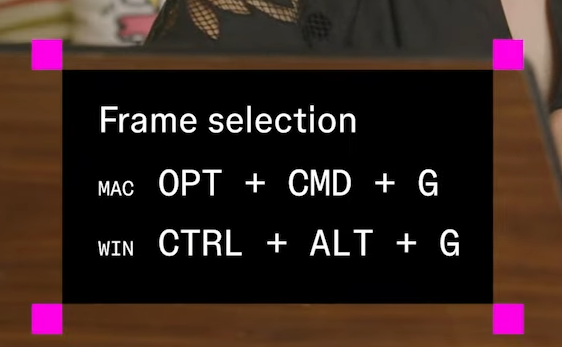 Frame selection
MAC OPT + CMD + G
WIN CTRL + ALT + G